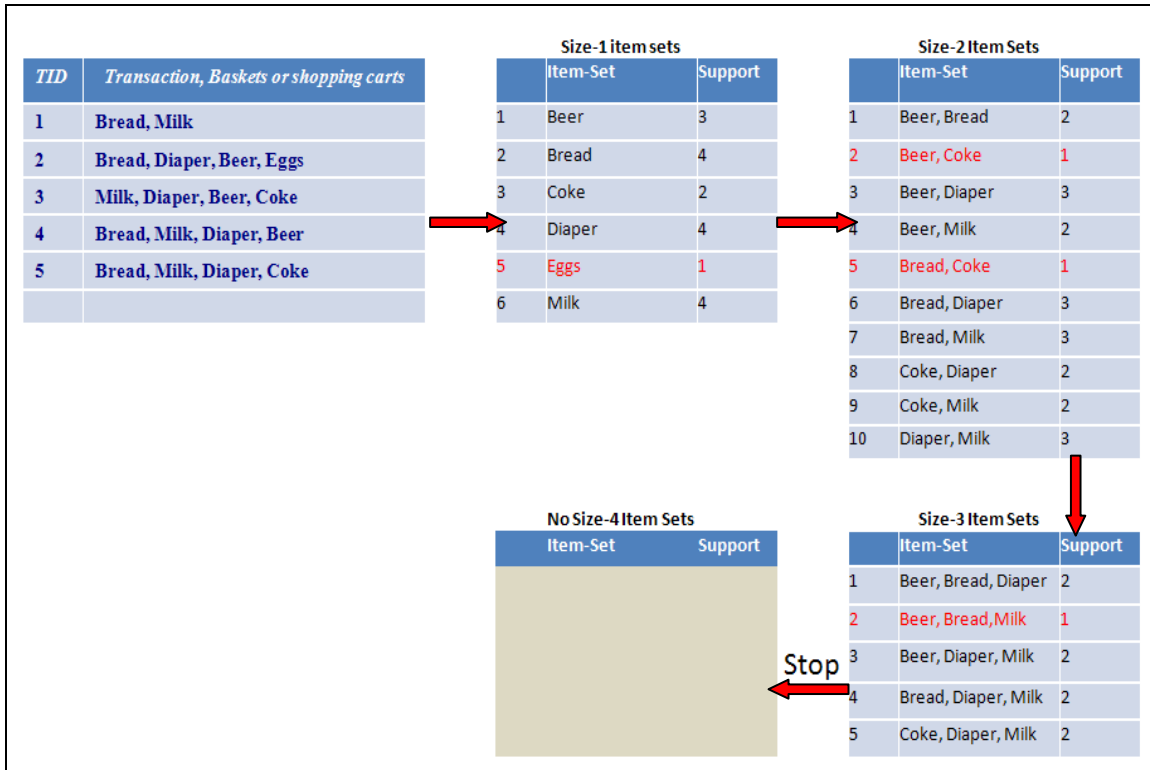 TID Transaction, Baskets or shopping carts
1 Bread, Milk
2 Bread, Diaper, Beer, Eggs
3 Milk, Diaper, Beer, Coke
4 Bread, Milk, Diaper, Beer
5 Bread, Milk, Diaper, Coke
Size-1 item sets
Item-Set Support
1 Beer 3
2 Bread 4
3 Coke 2
4 Diaper 4
5 Eggs 1
6 Milk 4
Size-2 Item Sets
Item-Set Support
1 Beer, Bread 2
2 Beer, Coke 1
3 Beer, Diaper 3
4 Beer, Milk 2
5 Bread, Coke 1
6 Bread, Diaper 3
7 Bread, Milk 3
8 Coke, Diaper 2
9 Coke, Milk 2
10 Diaper, Milk 3
Size-3 Item Sets
Item-Set Support
1 Beer, Bread, Diaper 2
2 Beer, Bread,Milk 1
3 Beer, Diaper, Milk 2
4 Bread, Diaper, Milk 2
5 Coke, Diaper, Milk 2
Stop
No Size-4 Item Sets
Item-Set Support